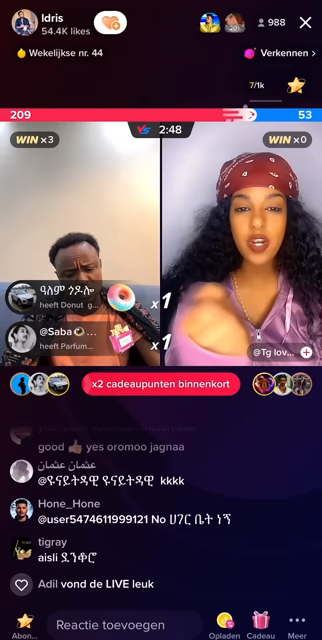 Idris
54.4K likes
988
Wekelijkse nr. 44
Verkennen >
7/1k
209
53
VS 2:48
WIN x3
WIN x0
ዓለም ጎዶሎ
heeft Donut g...
x1
@Saba...
heeft Parfum...
x1
@Tg lov...
x2 cadeaupunten binnenkort
good 👍 yes oromoo jagnaa
عثمان عثمان
@ዩናይትዳዊ ዩናይትዳዊ kkkk
Hone_Hone
@user5474611999121 No ሀገር ቤት ነኝ
tigray
aisli ደንቆሮ
Adil vond de LIVE leuk
Reactie toevoegen
Abon...
Opladen
Cadeau
Meer